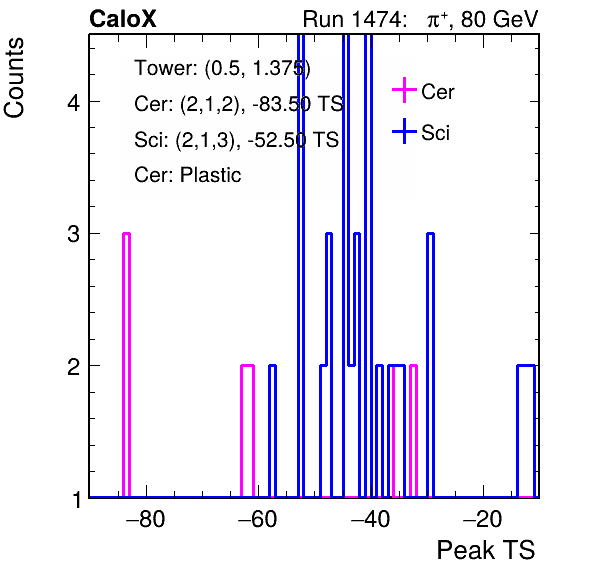 CaloX
Run 1474: π+, 80 GeV
Counts
Tower: (0.5, 1.375)
Cer: (2,1,2), -83.50 TS
Sci: (2,1,3), -52.50 TS
Cer: Plastic
Cer
Sci
4
3
2
1
−80 −60 −40 −20
Peak TS